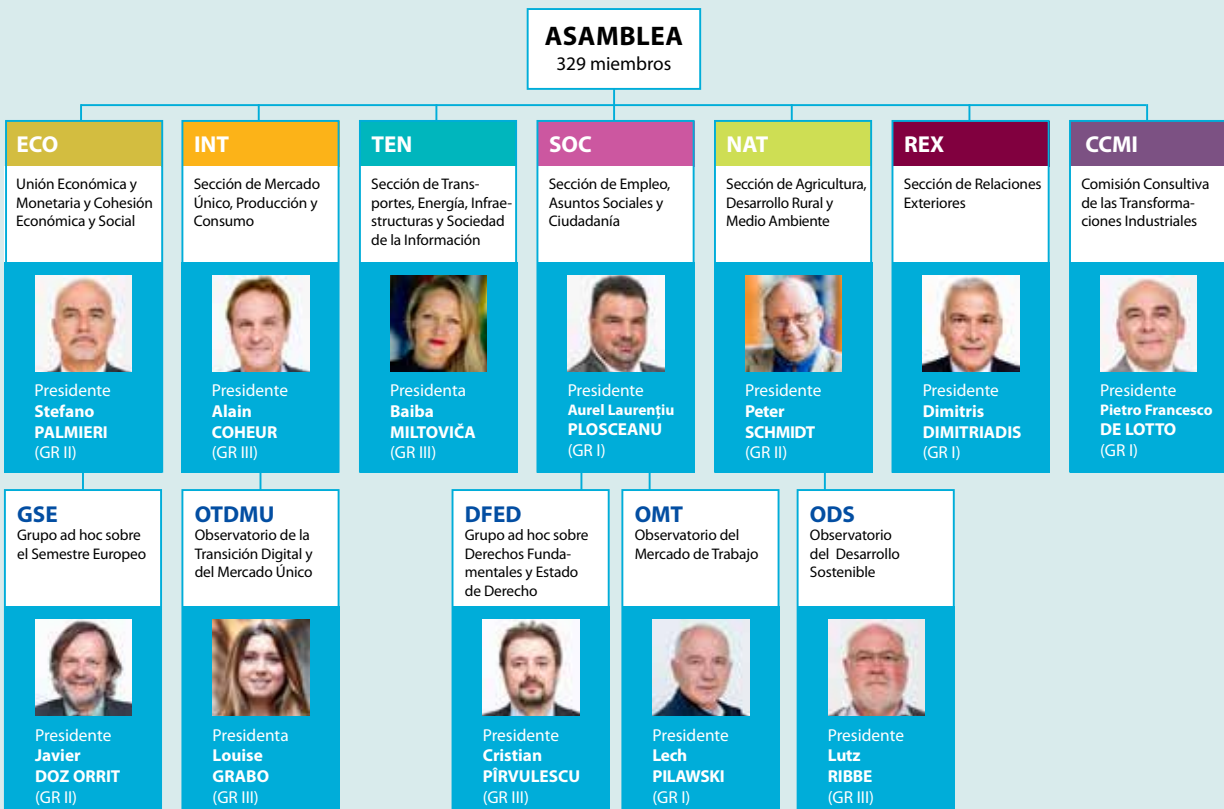 ASAMBLEA
329 miembros
ECO
Unión Económica y
Monetaria y Cohesión
Económica y Social
Presidente
Stefano
PALMIERI
(GR II)
INT
Sección de Mercado
Único, Producción y
Consumo
Presidente
Alain
COHEUR
(GR III)
TEN
Sección de Trans-
portes, Energía, Infrae-
structuras y Sociedad
de la Información
Presidenta
Baiba
MILTOVIČA
(GR III)
SOC
Sección de Empleo,
Asuntos Sociales y
Ciudadanía
Presidente
Aurel Laurenţiu
PLOSCEANU
(GR I)
NAT
Sección de Agricultura,
Desarrollo Rural y
Medio Ambiente
Presidente
Peter
SCHMIDT
(GR II)
REX
Sección de Relaciones
Exteriores
Presidente
Dimitris
DIMITRIADIS
(GR I)
CCMI
Comisión Consultiva
de las Transforma-
ciones Industriales
Presidente
Pietro Francesco
DE LOTTO
(GR I)
GSE
Grupo ad hoc sobre
el Semestre Europeo
Presidente
Javier
DOZ ORRIT
(GR II)
OTDMU
Observatorio de la
Transición Digital y
del Mercado Único
Presidenta
Louise
GRABO
(GR III)
DFED
Grupo ad hoc sobre
Derechos Funda-
mentales y Estado
de Derecho
Presidente
Cristian
PÎRVULESCU
(GR III)
OMT
Observatorio del
Mercado de Trabajo
Presidente
Lech
PILAWSKI
(GR I)
ODS
Observatorio
del Desarrollo
Sostenible
Presidente
Lutz
RIBBE
(GR III)